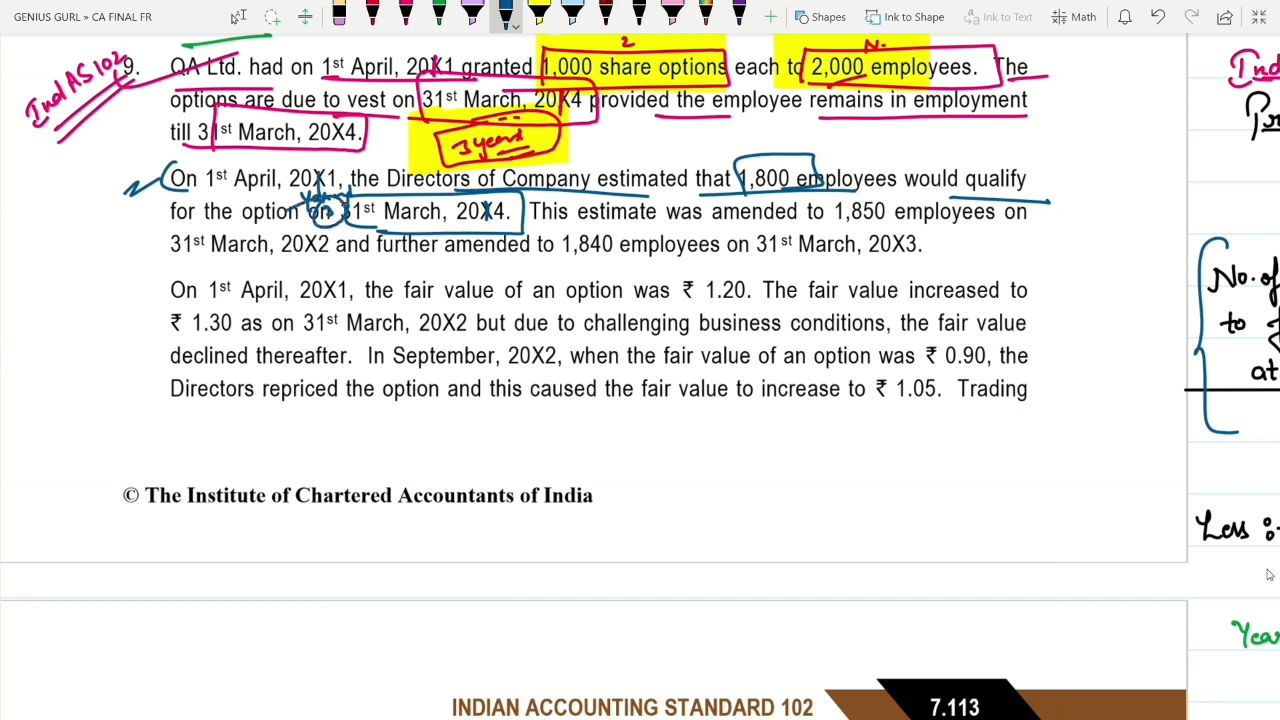 GENIUS GURL » CA FINAL FR
Shapes
Ink to Shape
Ink to Text
Math
Ind AS 102
2
N.
9. QA Ltd. had on 1st April, 20X1 granted 1,000 share options each to 2,000 employees. The
options are due to vest on 31st March, 20X4 provided the employee remains in employment
till 31st March, 20X4.
3 years
On 1st April, 20X1, the Directors of Company estimated that 1,800 employees would qualify
for the option on 31st March, 20X4. This estimate was amended to 1,850 employees on
31st March, 20X2 and further amended to 1,840 employees on 31st March, 20X3.
On 1st April, 20X1, the fair value of an option was ₹ 1.20. The fair value increased to
₹ 1.30 as on 31st March, 20X2 but due to challenging business conditions, the fair value
declined thereafter. In September, 20X2, when the fair value of an option was ₹ 0.90, the
Directors repriced the option and this caused the fair value to increase to ₹ 1.05. Trading
© The Institute of Chartered Accountants of India
INDIAN ACCOUNTING STANDARD 102
7.113
Ind
No. of
to
at
Less :-
Year